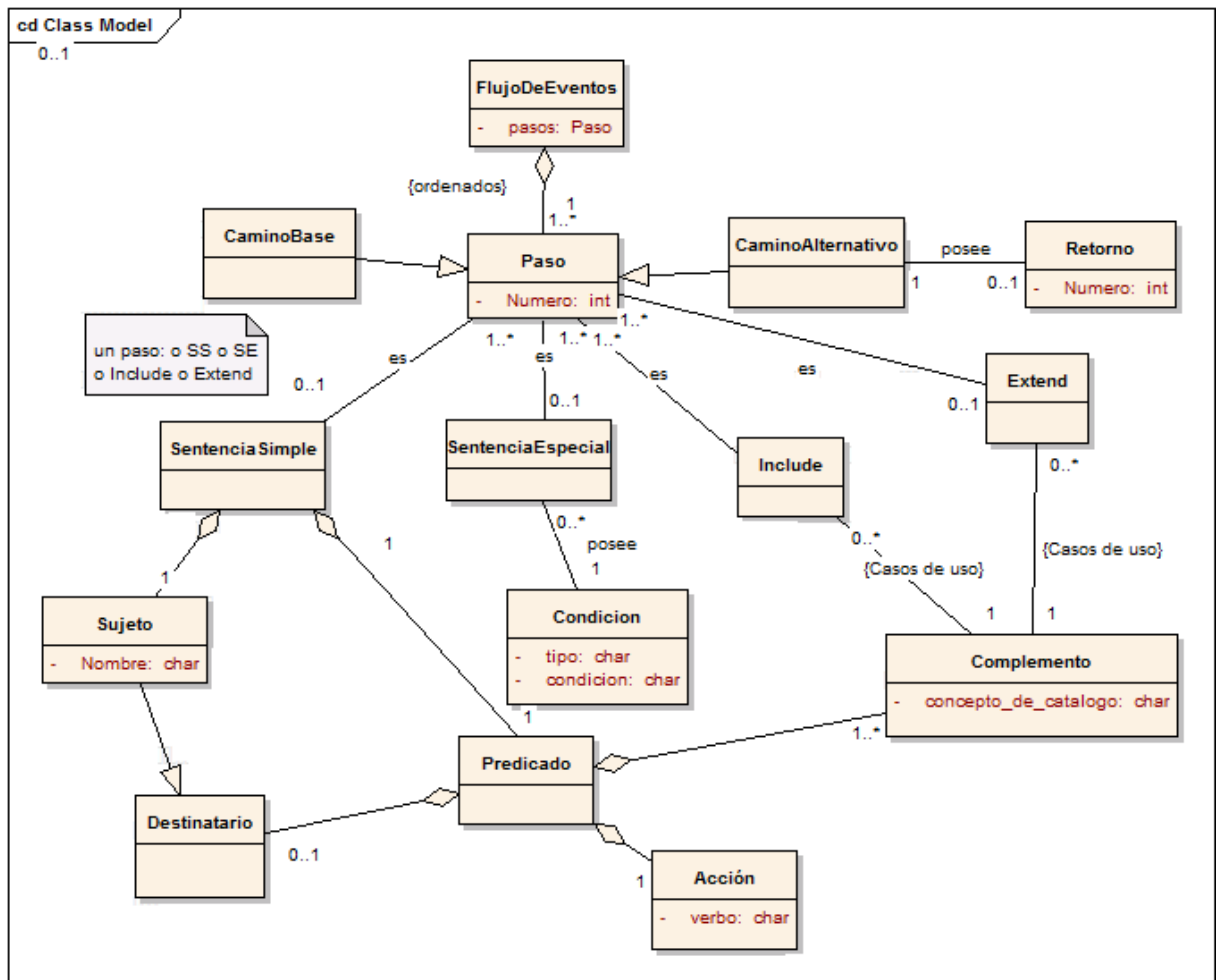 cd Class Model
0..1
FlujoDeEventos
- pasos: Paso
{ordenados}
1
1..*
CaminoBase
Paso
- Numero: int
CaminoAlternativo
posee
1
0..1
Retorno
- Numero: int
un paso: o SS o SE
o Include o Extend
1..*
1..*
1..*
1..*
es
es
es
es
0..1
0..1
0..1
SentenciaSimple
SentenciaEspecial
Include
Extend
0..*
posee
1
0..*
{Casos de uso}
1
0..*
{Casos de uso}
1
1
1
1
Sujeto
- Nombre: char
Condicion
- tipo: char
- condicion: char
Complemento
- concepto_de_catalogo: char
1..*
Predicado
Destinatario
0..1
1
Acción
- verbo: char